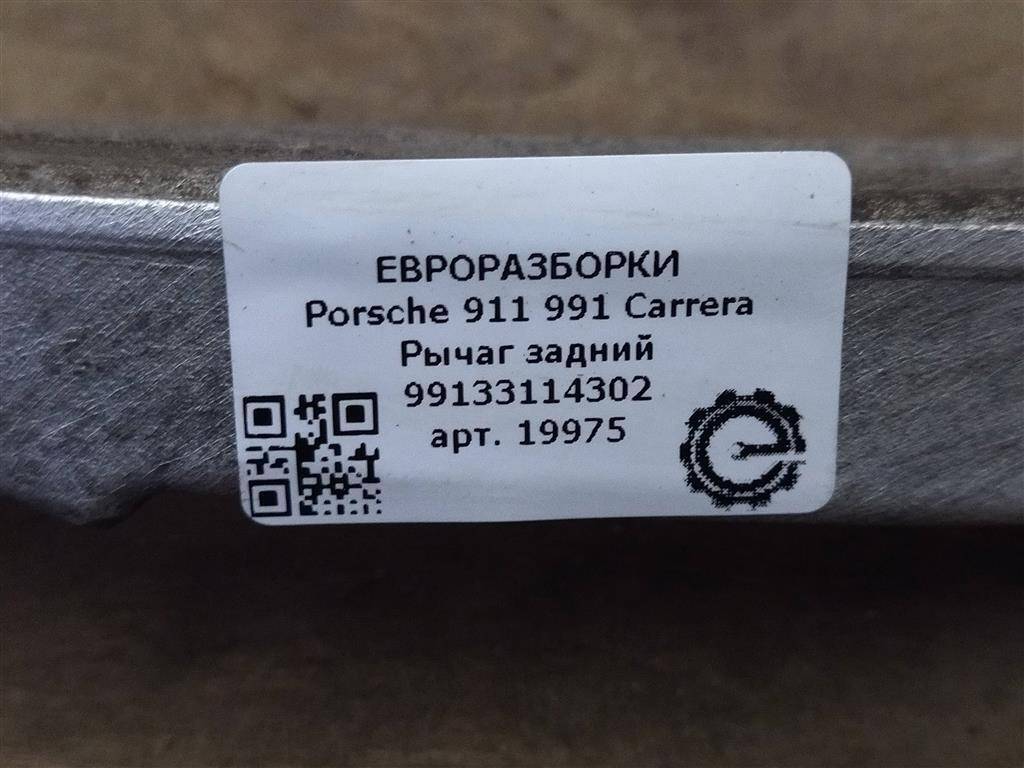 ЕВРОРАЗБОРКИ
Porsche 911 991 Carrera
Рычаг задний
99133114302
арт. 19975